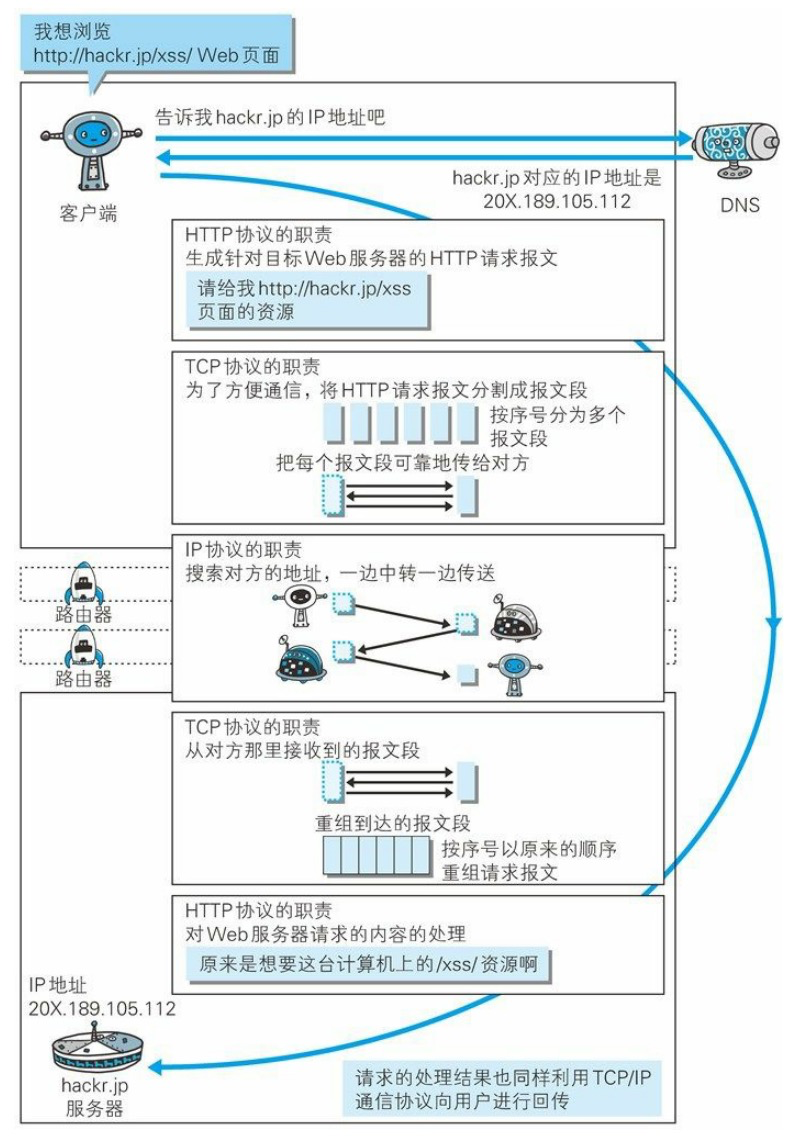 我想浏览
http://hackr.jp/xss/ Web页面
告诉我hackr.jp的IP地址吧
hackr.jp对应的IP地址是
20X.189.105.112
客户端
DNS
HTTP协议的职责
生成针对目标Web服务器的HTTP请求报文
请给我http://hackr.jp/xss
页面的资源
TCP协议的职责
为了方便通信，将HTTP请求报文分割成报文段
按序号分为多个
报文段
把每个报文段可靠地传给对方
IP协议的职责
搜索对方的地址，一边中转一边传送
路由器
路由器
TCP协议的职责
从对方那里接收到的报文段
重组到达的报文段
按序号以原来的顺序
重组请求报文
HTTP协议的职责
对Web服务器请求的内容的处理
原来是想要这台计算机上的/xss/资源啊
IP地址
20X.189.105.112
hackr.jp
服务器
请求的处理结果也同样利用TCP/IP
通信协议向用户进行回传